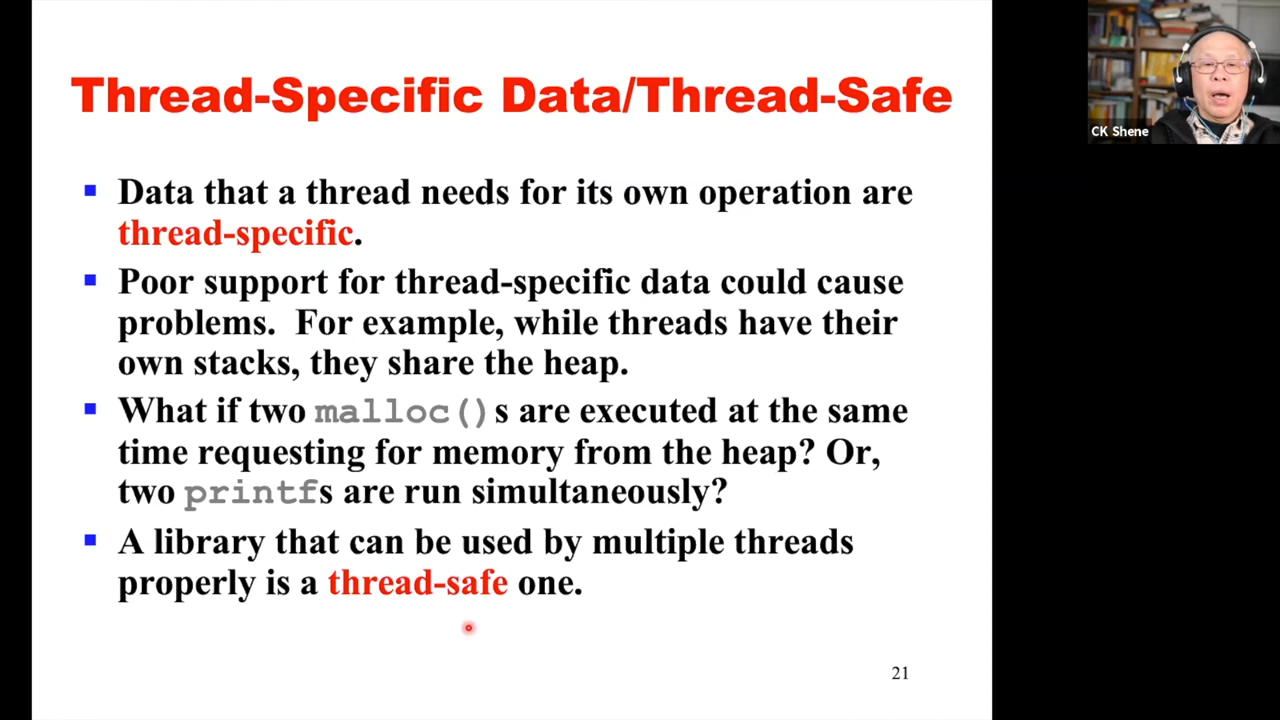 Thread-Specific Data/Thread-Safe
Data that a thread needs for its own operation are
thread-specific.
Poor support for thread-specific data could cause
problems. For example, while threads have their
own stacks, they share the heap.
What if two malloc()s are executed at the same
time requesting for memory from the heap? Or,
two printfs are run simultaneously?
A library that can be used by multiple threads
properly is a thread-safe one.
21
CK Shene